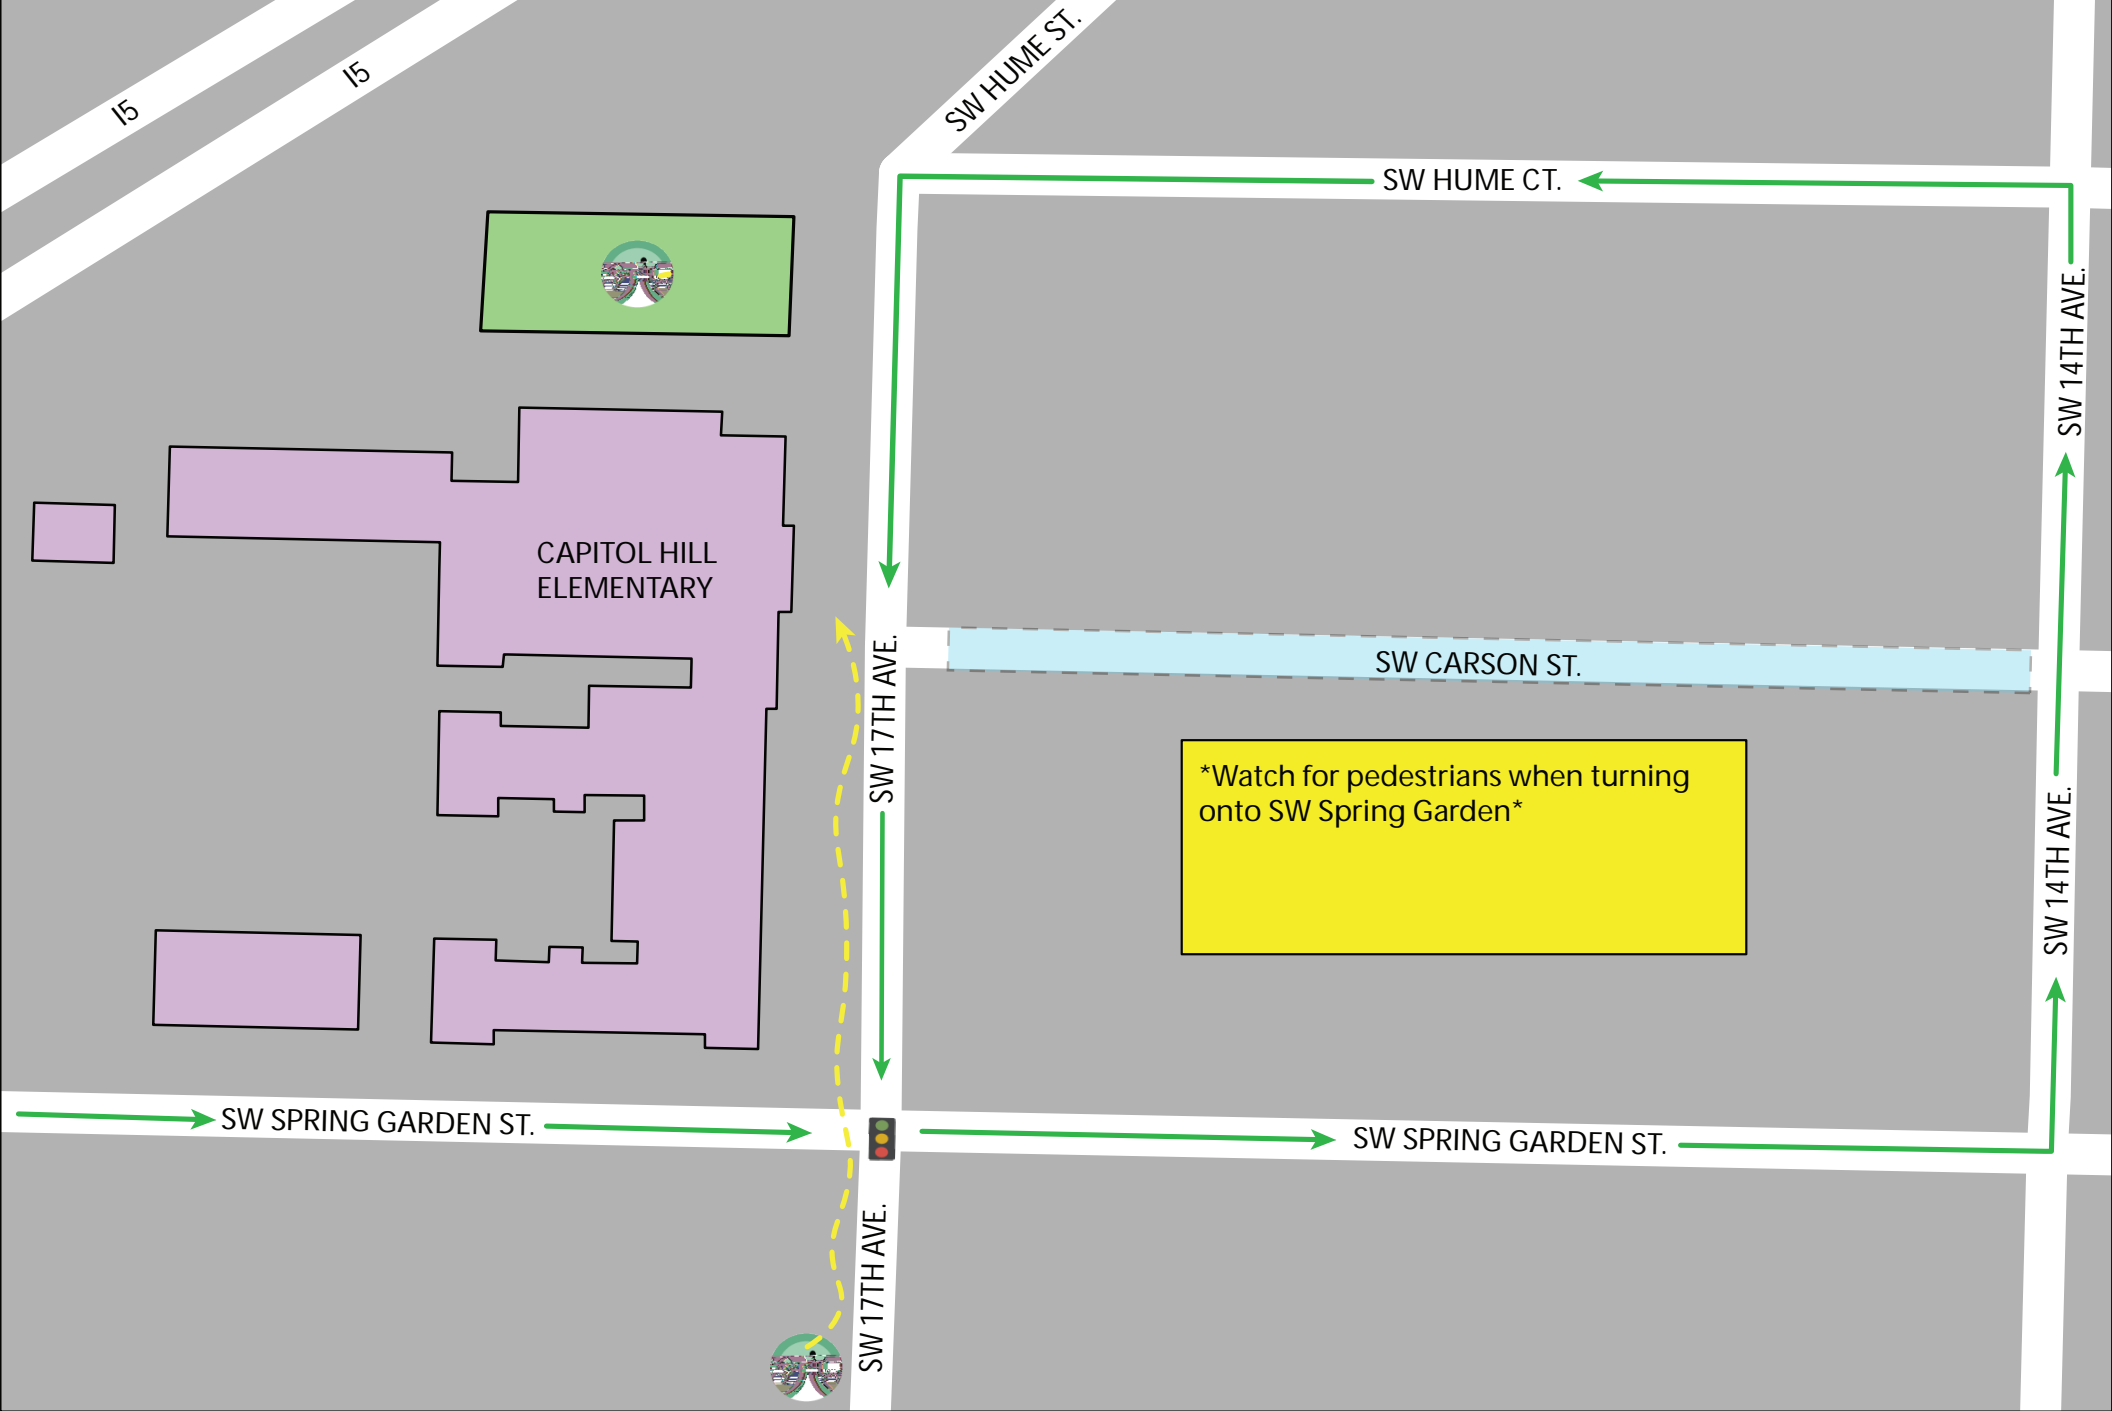 I5
I5
SW HUME ST.
SW HUME CT.
SW 14TH AVE.
CAPITOL HILL
ELEMENTARY
SW 17TH AVE.
SW CARSON ST.
*Watch for pedestrians when turning
onto SW Spring Garden*
SW 14TH AVE.
SW SPRING GARDEN ST.
SW SPRING GARDEN ST.
SW 17TH AVE.